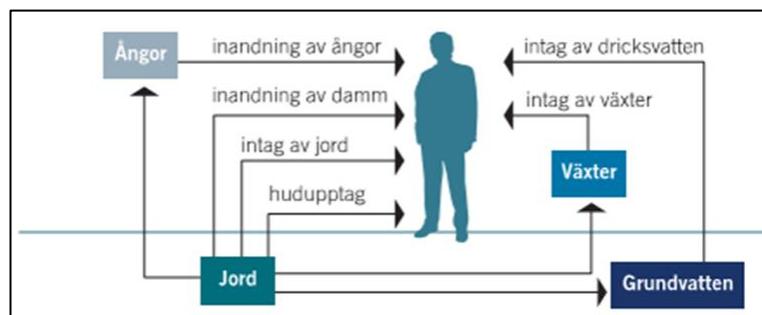 Ångor
inandning av ångor
intag av dricksvatten
inandning av damm
intag av växter
intag av jord
Växter
hudupptag
Jord
Grundvatten